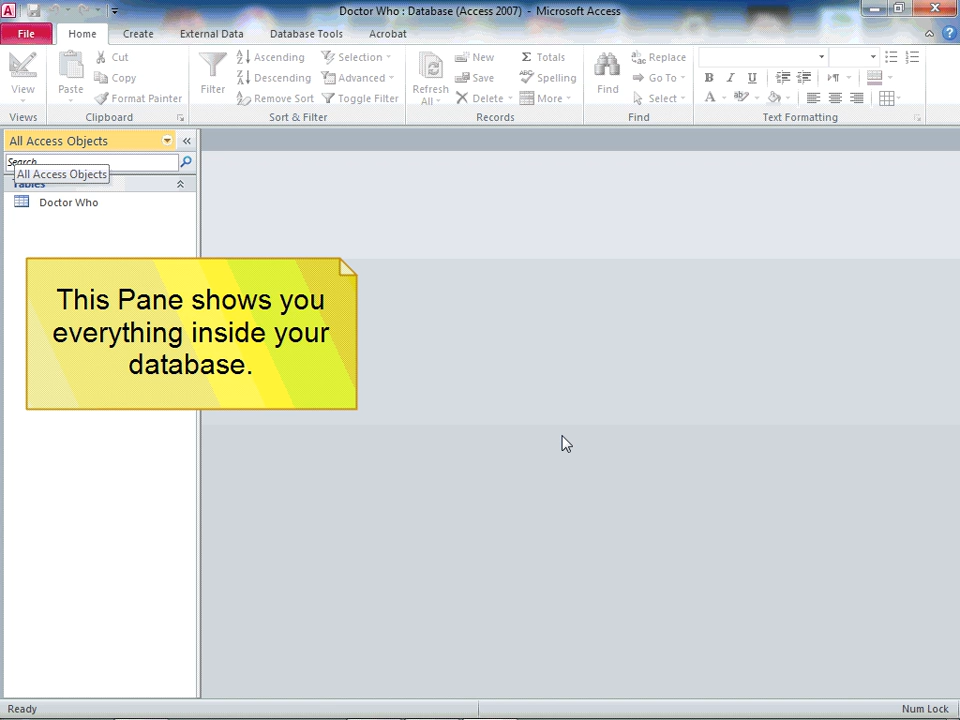 Doctor Who : Database (Access 2007) - Microsoft Access
File Home Create External Data Database Tools Acrobat
View
Views
Paste
Cut
Copy
Format Painter
Clipboard
Filter
Ascending
Descending
Remove Sort
Selection
Advanced
Toggle Filter
Sort & Filter
Refresh
All
New
Save
Delete
Totals
Spelling
More
Records
Find
Replace
Go To
Select
Find
B I U
A
Text Formatting
All Access Objects
Search...
All Access Objects
Tables
Doctor Who
This Pane shows you
everything inside your
database.
Ready
Num Lock